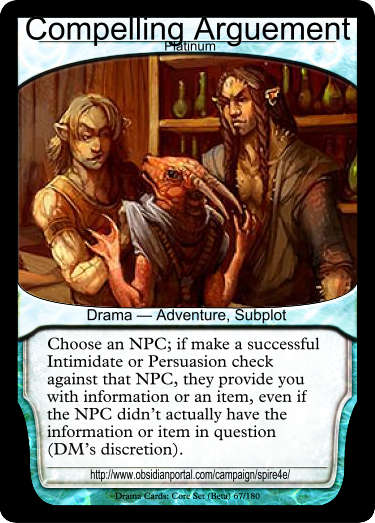 Compelling Arguement
Platinum
Drama — Adventure, Subplot
Choose an NPC; if make a successful
Intimidate or Persuasion check
against that NPC, they provide you
with information or an item, even if
the NPC didn't actually have the
information or item in question
(DM's discretion).
http://www.obsidianportal.com/campaign/spire4e/
Drama Cards: Core Set (Beta) 67/180